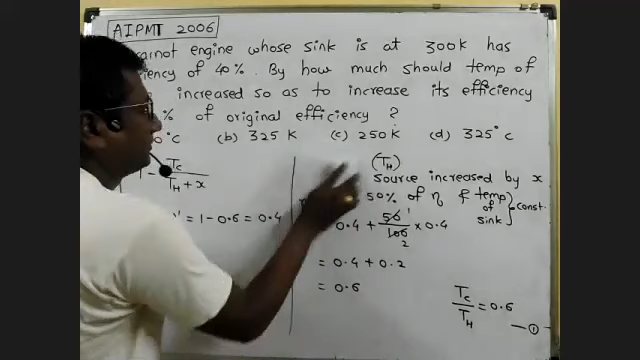 AIPMT 2006
carnot engine whose sink is at 300k has
iency of 40%. By how much should temp of
increased so as to increase its efficiency
% of original efficiency ?
0°c (b) 325 K (c) 250 K (d) 325°c
(TH)
Source increased by x
50% of η & temp of sink } const.
1 - Tc / TH + x
' = 1 - 0.6 = 0.4
0.4 + 50 1 / 100 2 x 0.4
= 0.4 + 0.2
= 0.6
Tc / TH = 0.6
— ①